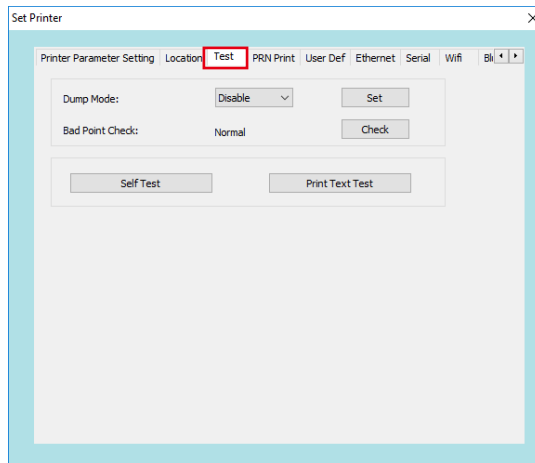 Set Printer
Printer Parameter Setting Location Test PRN Print User Def Ethernet Serial Wifi
Dump Mode: Disable Set
Bad Point Check: Normal Check
Self Test Print Text Test